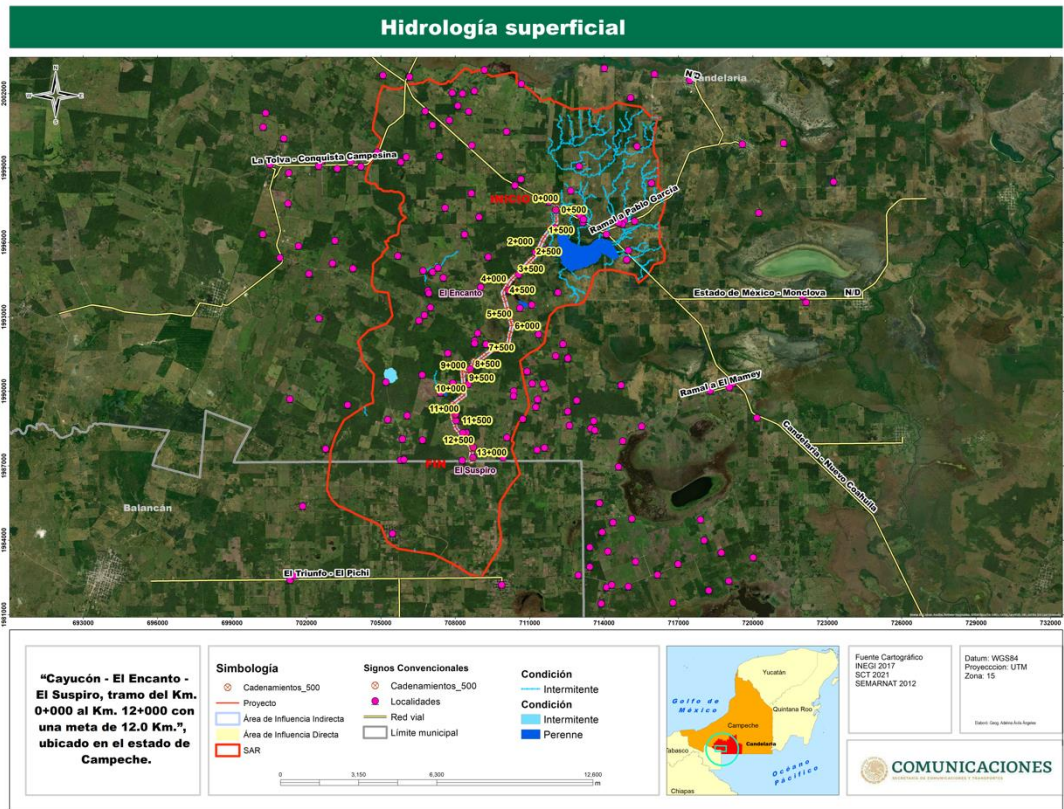 Hidrología superficial
N/D
Candelaria
La Tolva - Conquista Campesina
INICIO
0+000
0+500
Ramal a Pablo García
1+500
2+000
2+500
3+500
4+000
El Encanto
4+500
Estado de México - Monclova
N/D
5+500
6+000
7+500
8+500
9+000
9+500
10+000
Ramal a El Mamey
11+000
11+500
12+500
13+000
FIN
El Suspiro
Candelaria - Nuevo Coahuila
Balancán
El Triunfo - El Pichi
2002000
1999000
1996000
1993000
1990000
1987000
1984000
1981000
693000
696000
699000
702000
705000
708000
711000
714000
717000
720000
723000
726000
729000
732000
“Cayucón - El Encanto -
El Suspiro, tramo del Km.
0+000 al Km. 12+000 con
una meta de 12.0 Km.”,
ubicado en el estado de
Campeche.
Simbología
Cadenamientos_500
Proyecto
Área de Influencia Indirecta
Área de Influencia Directa
SAR
Signos Convencionales
Cadenamientos_500
Localidades
Red vial
Límite municipal
Condición
Intermitente
Condición
Intermitente
Perenne
0
3,150
6,300
12,600
m
Yucatán
Golfo de
México
Quintana Roo
Campeche
Candelaria
Tabasco
Océano
Pacífico
Chiapas
Fuente Cartográfico
INEGI 2017
SCT 2021
SEMARNAT 2012
Datum: WGS84
Proyecccion: UTM
Zona: 15
COMUNICACIONES
SECRETARÍA DE COMUNICACIONES Y TRANSPORTES